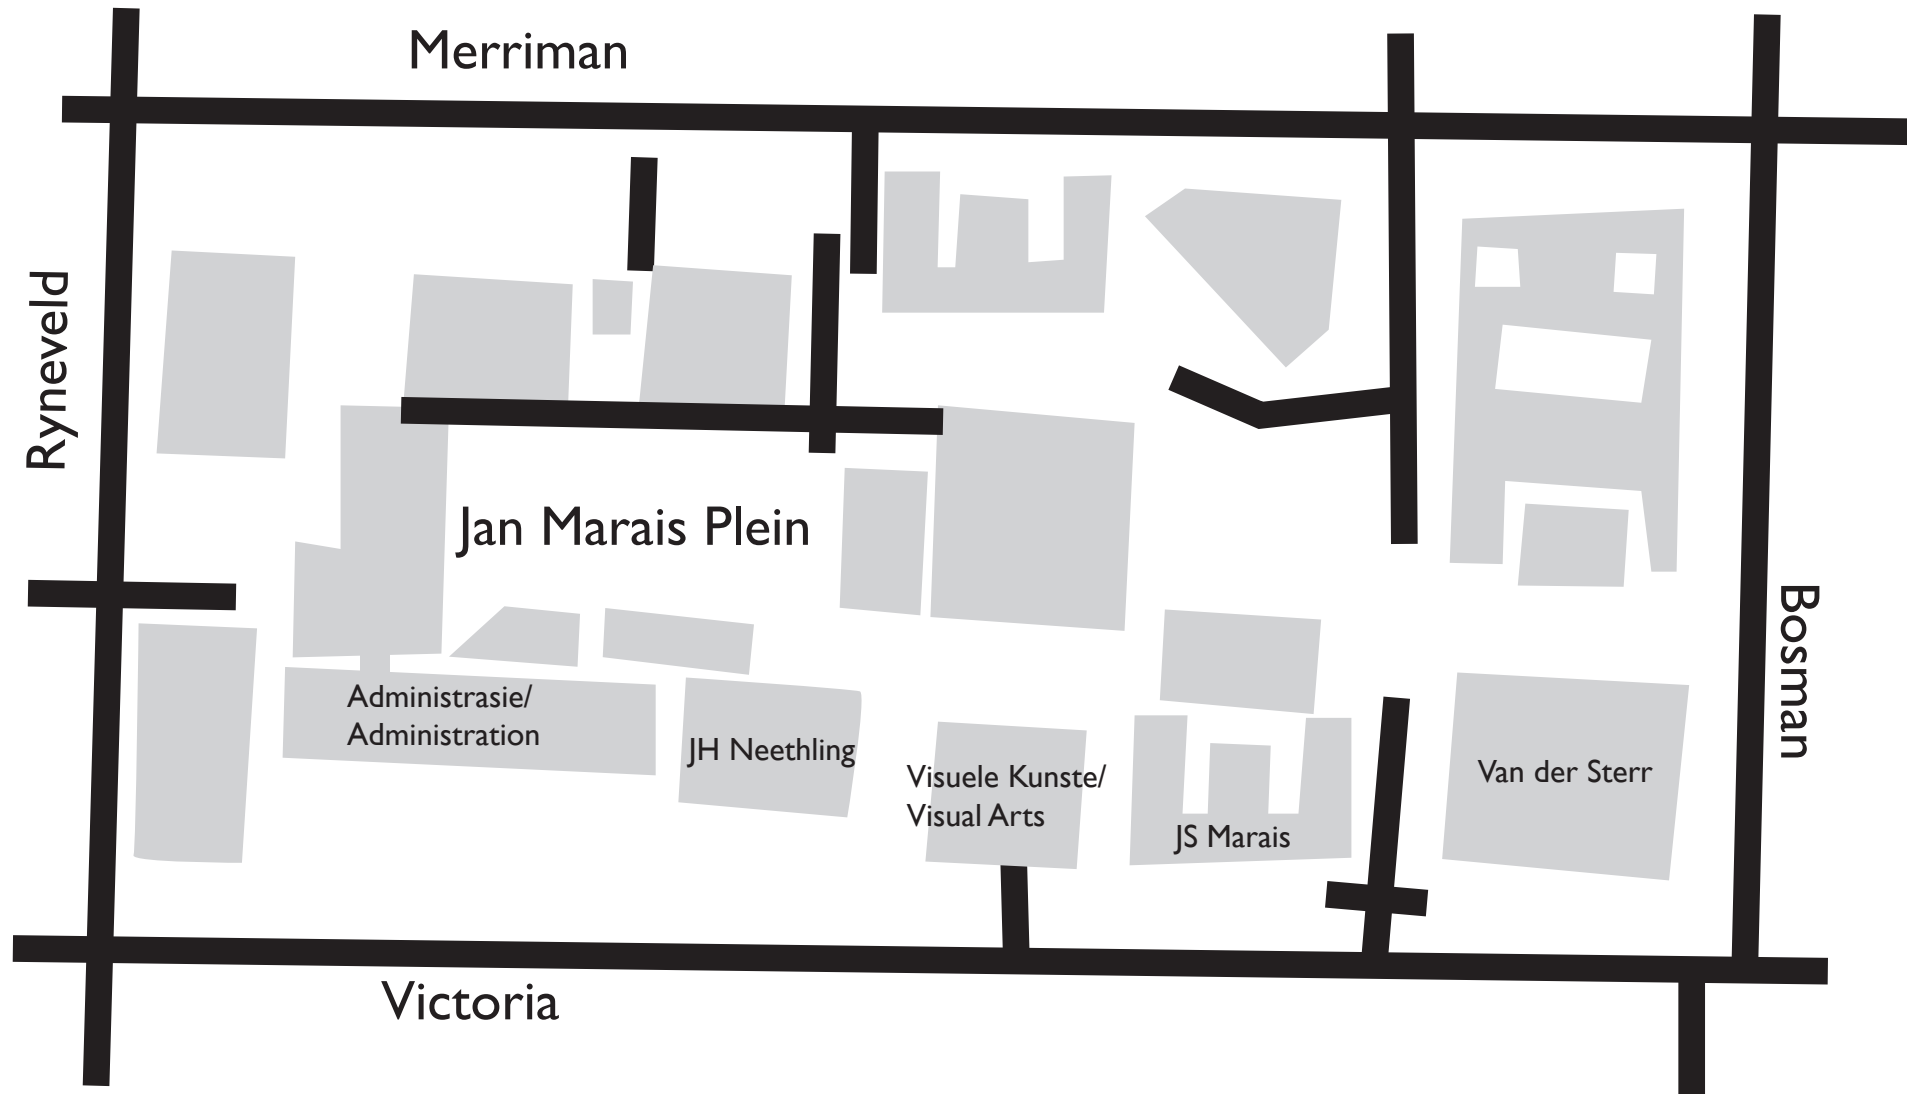 Merriman
Ryneveld
Jan Marais Plein
Bosman
Administrasie/
Administration
JH Neethling
Visuele Kunste/
Visual Arts
JS Marais
Van der Sterr
Victoria